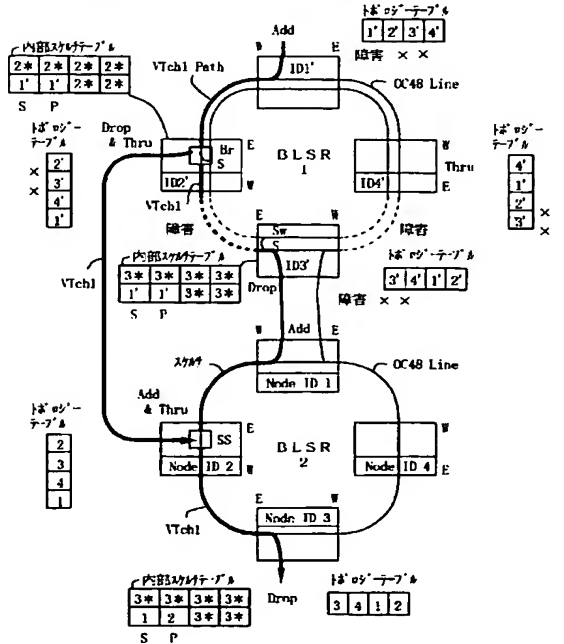 トポロジーテーブル
1' 2' 3' 4'
障害 × ×
Add
W E
ID1'
内部スケルチテーブル
2* 2* 2* 2*
1' 1' 2* 2*
S P
VTch1 Path
OC48 Line
トポロジーテーブル
×
×
2'
3'
4'
1'
Drop
& Thru
Br
S
E
ID2'
W
VTch1
BLSR
1
W
Thru
ID4'
E
トポロジーテーブル
4'
1'
2'
3'
×
×
障害
障害
E W
Sw
S
ID3'
内部スケルチテーブル
3* 3* 3* 3*
1' 1' 3* 3*
S P
Drop
3' 4' 1' 2'
トポロジーテーブル
障害 × ×
VTch1
Add
W E
スケルチ
Node ID 1
OC48 Line
トポロジーテーブル
2
3
4
1
Add
& Thru
SS
E
Node ID 2
W
BLSR
2
W
Node ID 4
E
E W
Node ID 3
VTch1
内部スケルチテーブル
3* 3* 3* 3*
1 2 3* 3*
S P
Drop
トポロジーテーブル
3 4 1 2